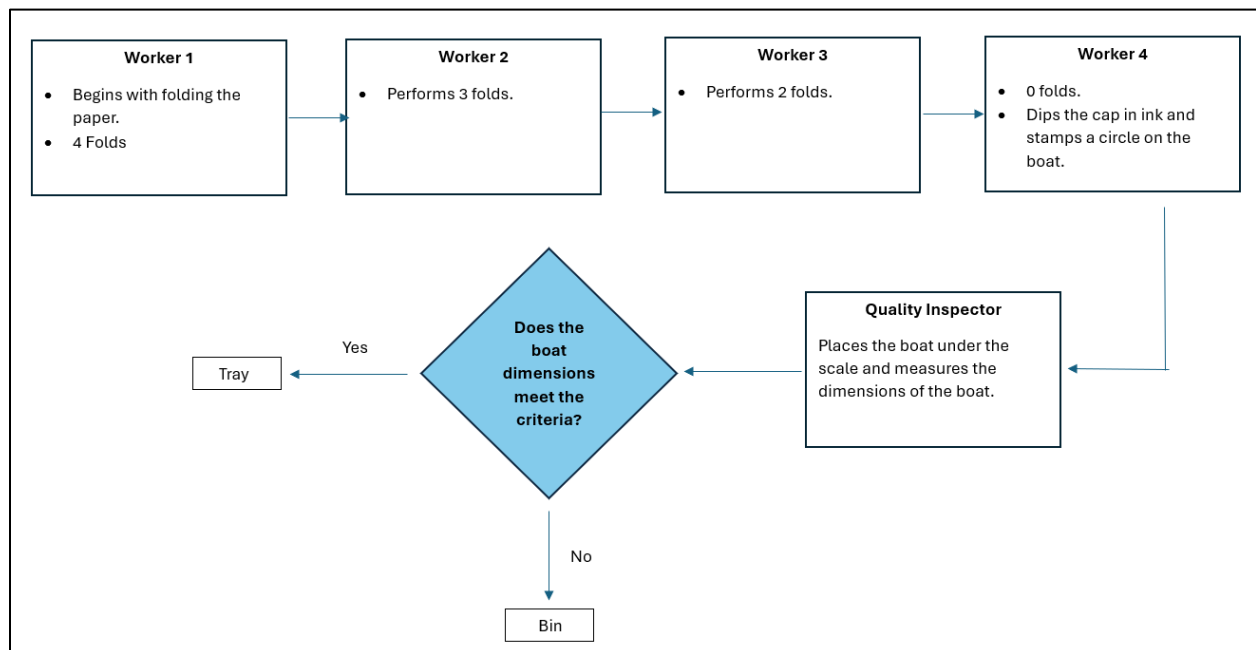 Worker 1
• Begins with folding the
paper.
• 4 Folds
Worker 2
• Performs 3 folds.
Worker 3
• Performs 2 folds.
Worker 4
• 0 folds.
• Dips the cap in ink and
stamps a circle on the
boat.
Quality Inspector
Places the boat under the
scale and measures the
dimensions of the boat.
Does the
boat
dimensions
meet the
criteria?
Yes
Tray
No
Bin